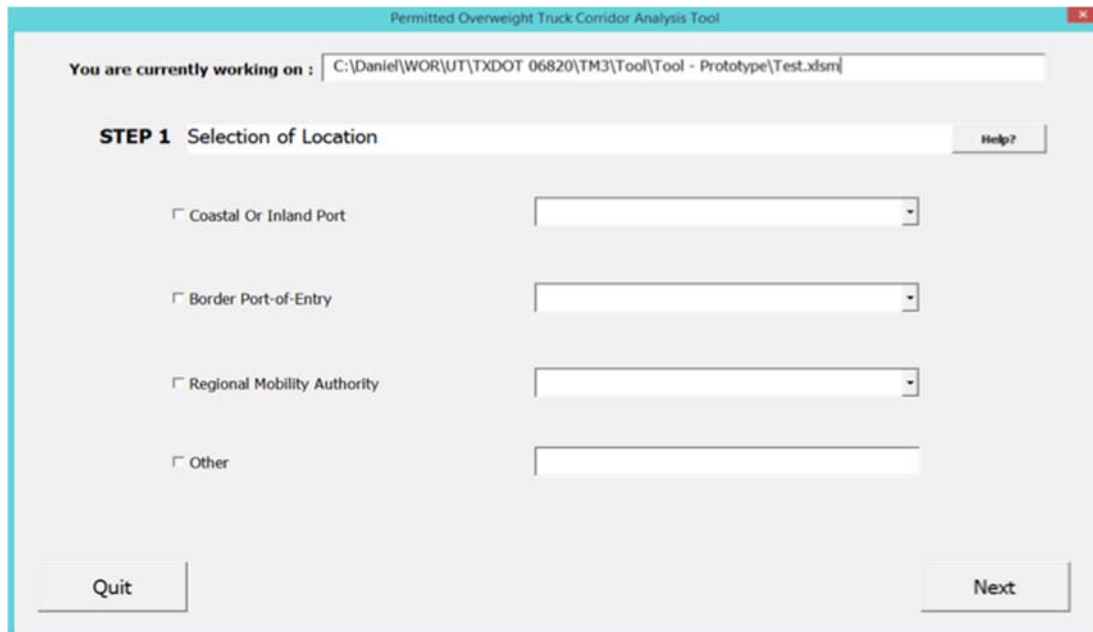 Permitted Overweight Truck Corridor Analysis Tool
You are currently working on : C:\Daniel\WOR\UT\TXDOT 06820\TM3\Tool\Tool - Prototype\Test.xlsm
STEP 1 Selection of Location Help?
Coastal Or Inland Port
Border Port-of-Entry
Regional Mobility Authority
Other
Quit Next